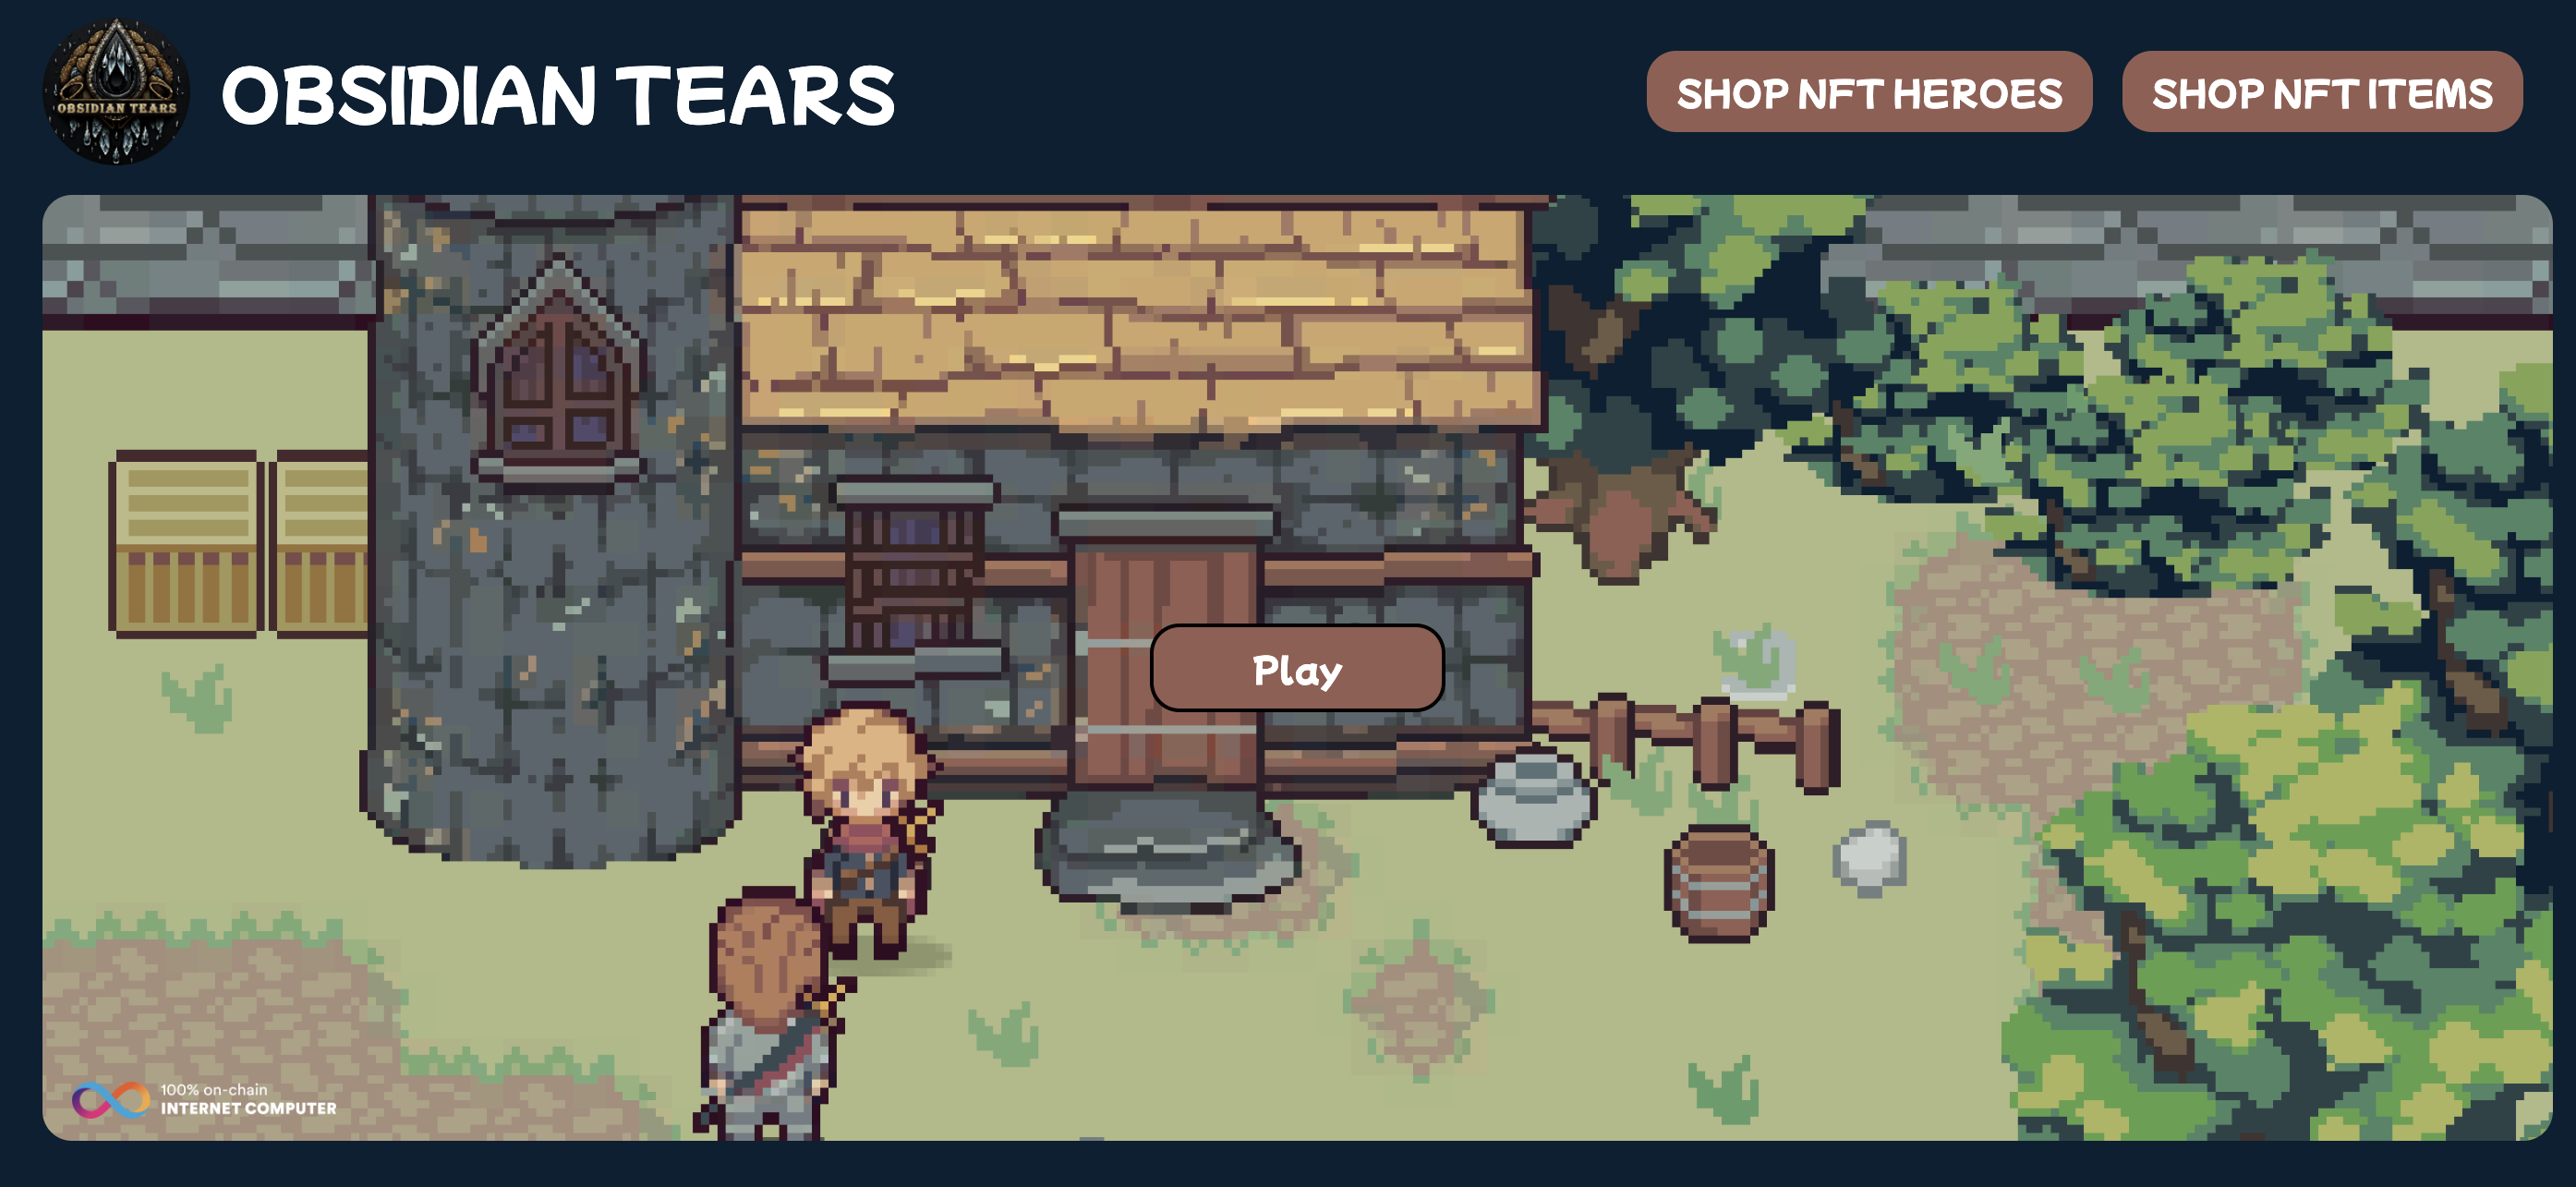 OBSIDIAN TEARS
OBSIDIAN TEARS
SHOP NFT HEROES
SHOP NFT ITEMS
Play
100% on-chain
INTERNET COMPUTER